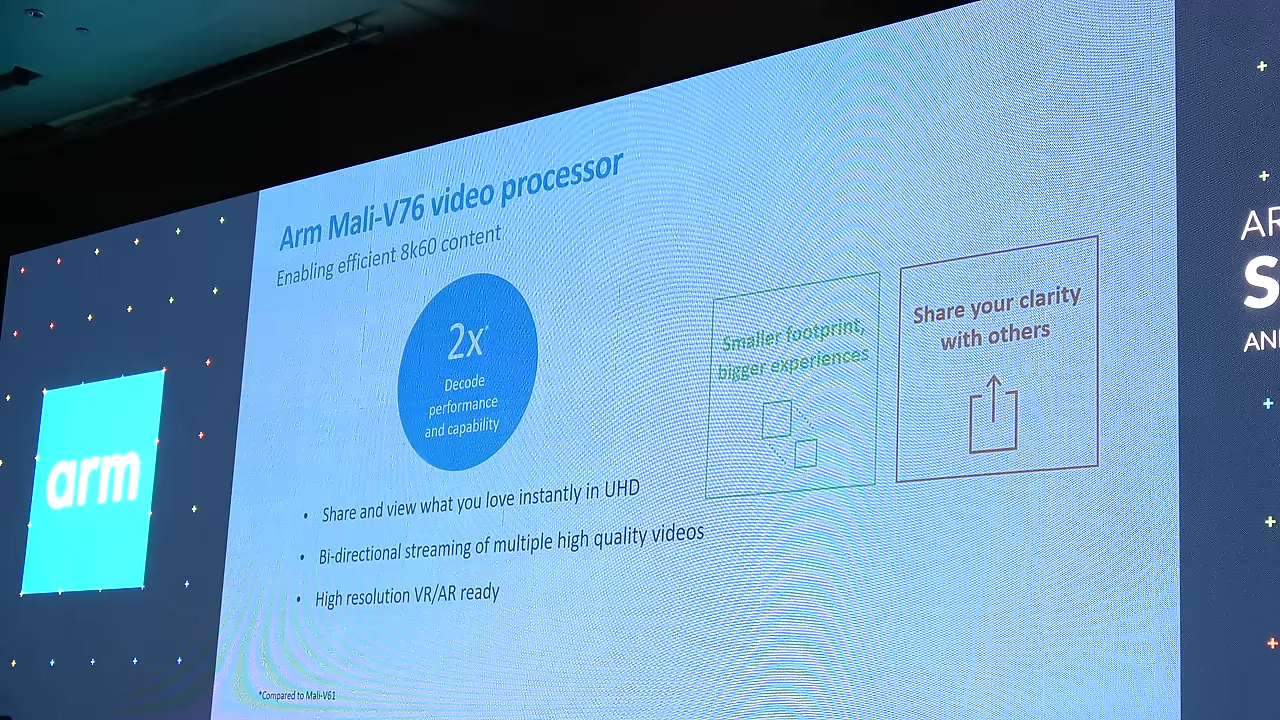 arm
Arm Mali-V76 video processor
Enabling efficient 8k60 content
2x*
Decode
performance
and capability
Smaller footprint,
bigger experiences
Share your clarity
with others
• Share and view what you love instantly in UHD
• Bi-directional streaming of multiple high quality videos
• High resolution VR/AR ready
*Compared to Mali-V61
AR
S
AN